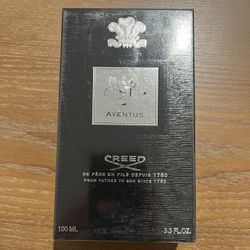 AVENTUS
CREED
DE PÈRE EN FILS DEPUIS 1760
FROM FATHER TO SON SINCE 1760
100 ML
3.3 FL.OZ.